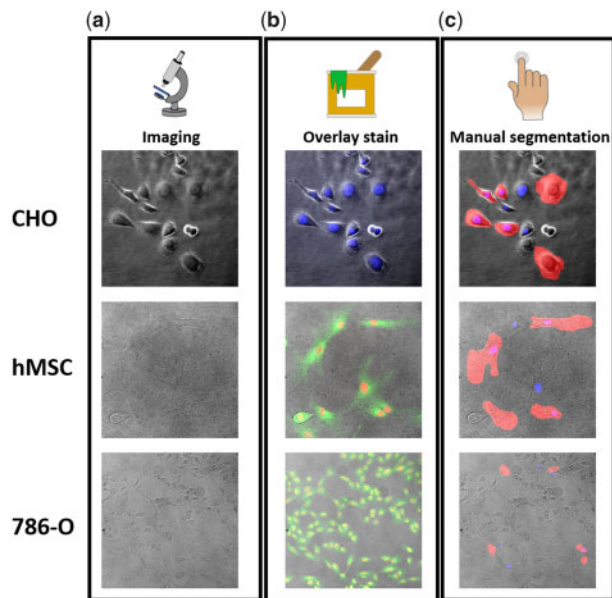 (a) (b) (c)
Imaging Overlay stain Manual segmentation
CHO
hMSC
786-O